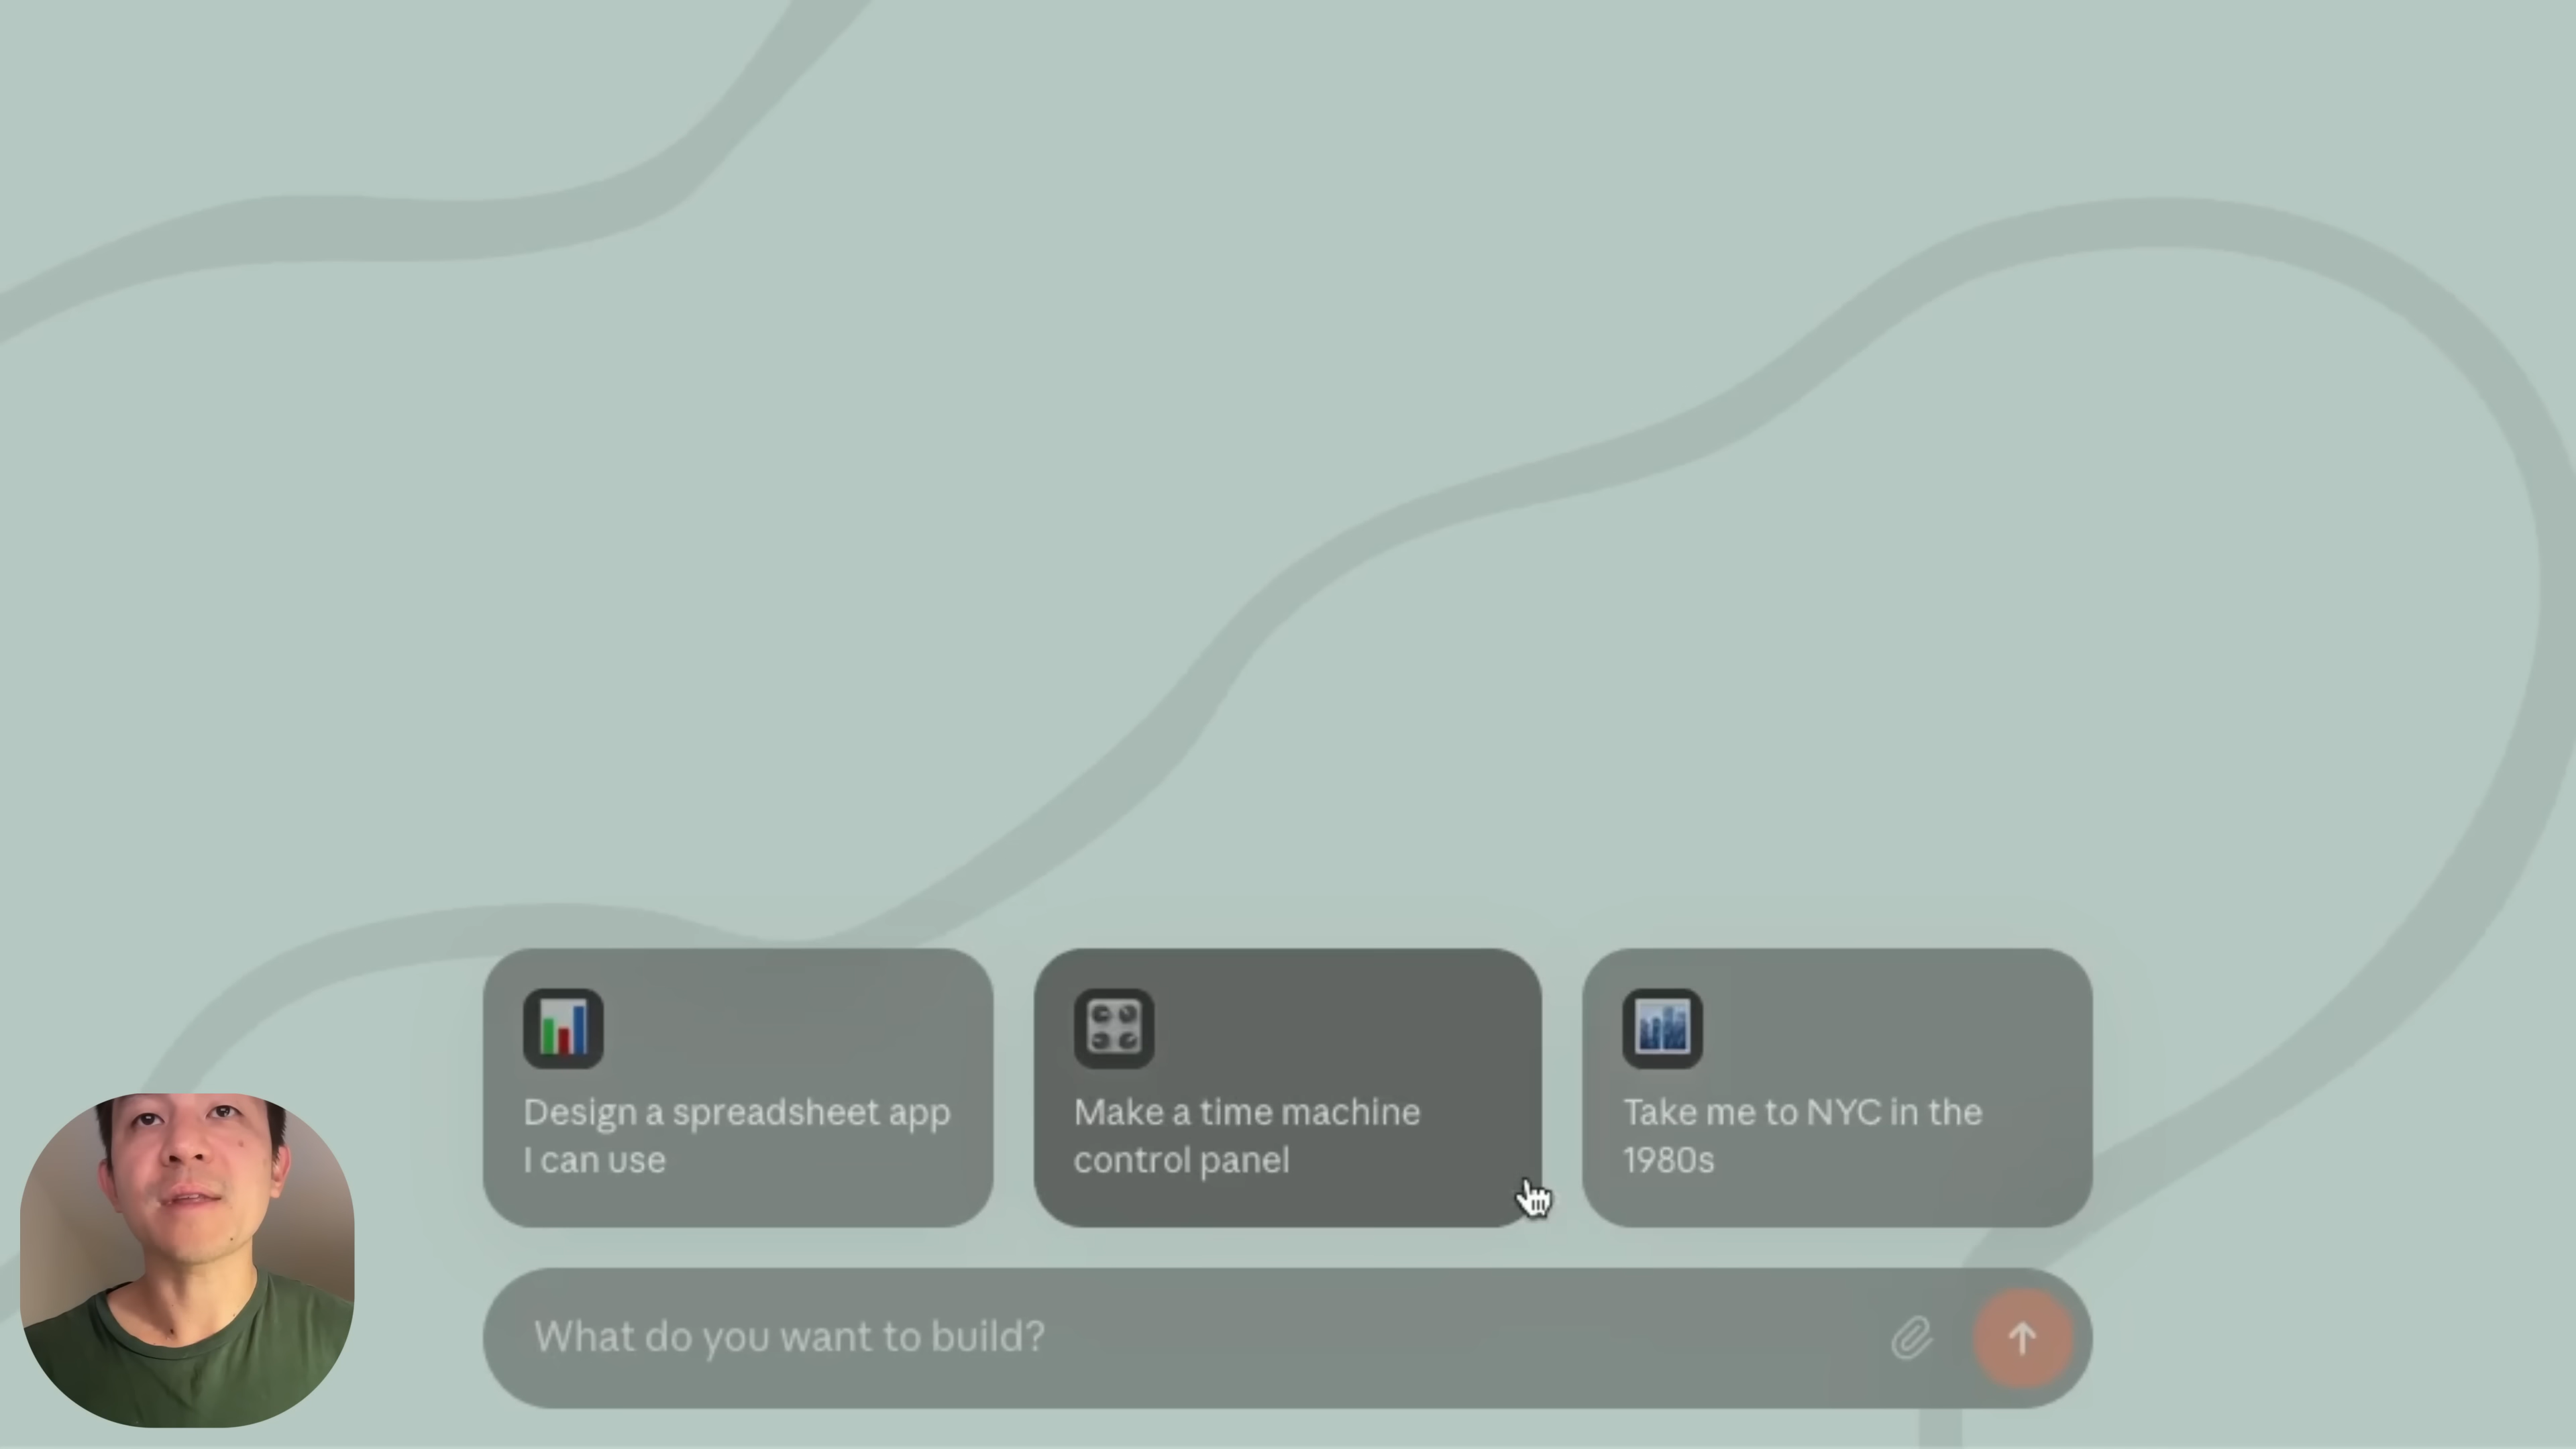 Design a spreadsheet app
I can use
Make a time machine
control panel
Take me to NYC in the
1980s
What do you want to build?